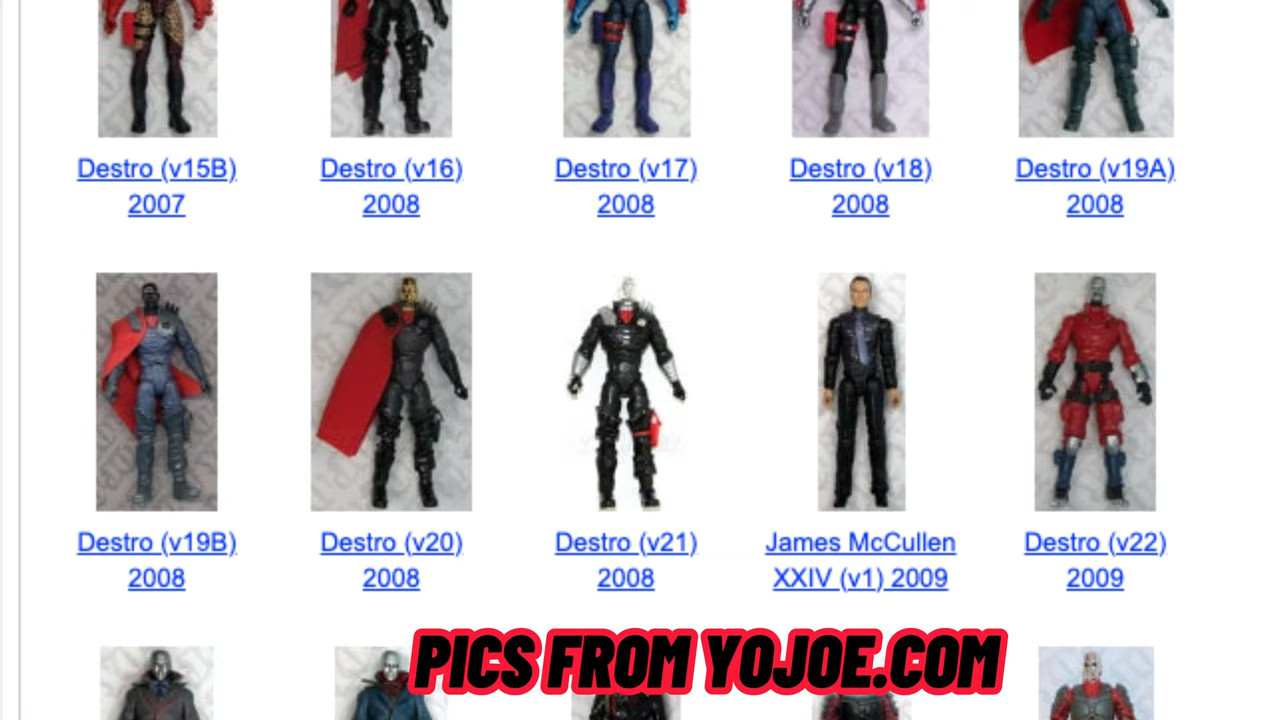 Destro (v15B)
2007
Destro (v16)
2008
Destro (v17)
2008
Destro (v18)
2008
Destro (v19A)
2008
Destro (v19B)
2008
Destro (v20)
2008
Destro (v21)
2008
James McCullen
XXIV (v1) 2009
Destro (v22)
2009
PICS FROM YOJOE.COM